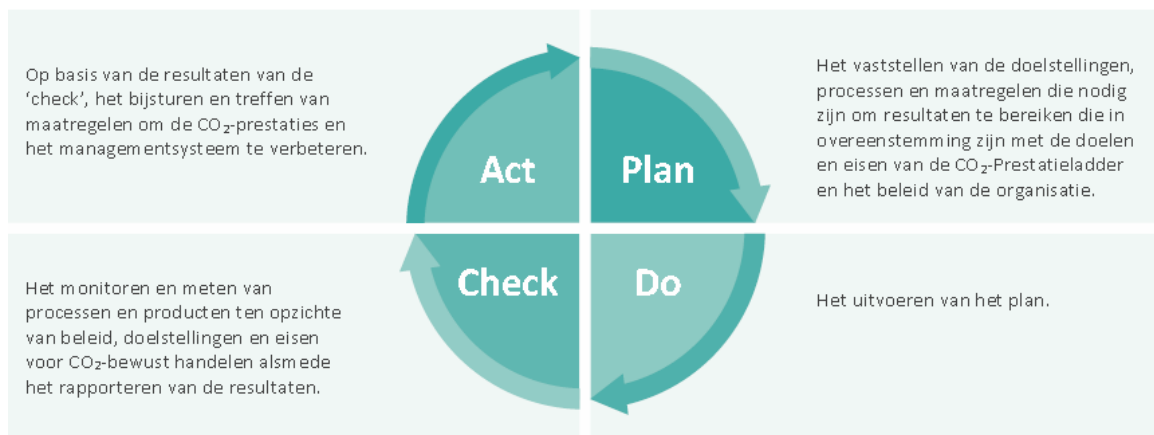 Op basis van de resultaten van de
‘check’, het bijsturen en treffen van
maatregelen om de CO₂-prestaties en
het managementsysteem te verbeteren.
Act
Plan
Het vaststellen van de doelstellingen,
processen en maatregelen die nodig
zijn om resultaten te bereiken die in
overeenstemming zijn met de doelen
en eisen van de CO₂-Prestatieladder
en het beleid van de organisatie.
Het monitoren en meten van
processen en producten ten opzichte
van beleid, doelstellingen en eisen
voor CO₂-bewust handelen alsmede
het rapporteren van de resultaten.
Check
Do
Het uitvoeren van het plan.